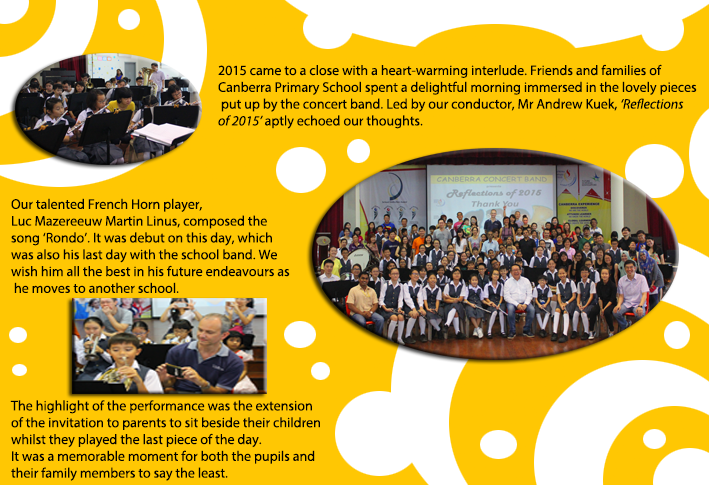 2015 came to a close with a heart-warming interlude. Friends and families of
Canberra Primary School spent a delightful morning immersed in the lovely pieces
put up by the concert band. Led by our conductor, Mr Andrew Kuek, ‘Reflections
of 2015’ aptly echoed our thoughts.
CANBERRA CONCERT BAND
Reflections of 2015
Thank You
CANBERRA EXPERIENCE
Our talented French Horn player,
Luc Mazereeuw Martin Linus, composed the
song ‘Rondo’. It was debut on this day, which
was also his last day with the school band. We
wish him all the best in his future endeavours as
he moves to another school.
The highlight of the performance was the extension
of the invitation to parents to sit beside their children
whilst they played the last piece of the day.
It was a memorable moment for both the pupils and
their family members to say the least.